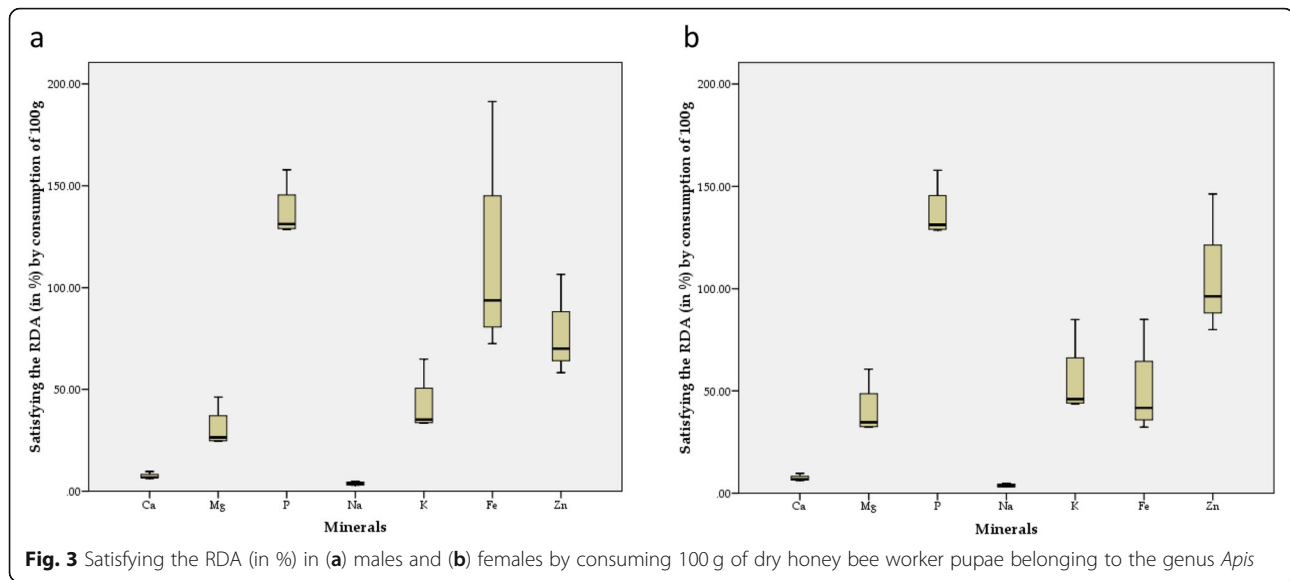 a
Satisfying the RDA (in %) by consumption of 100g
200.00
150.00
100.00
50.00
.00
Ca Mg P Na K Fe Zn
Minerals
b
Satisfying the RDA (in %) by consumption of 100g
200.00
150.00
100.00
50.00
.00
Ca Mg P Na K Fe Zn
Minerals
Fig. 3 Satisfying the RDA (in %) in (a) males and (b) females by consuming 100 g of dry honey bee worker pupae belonging to the genus Apis